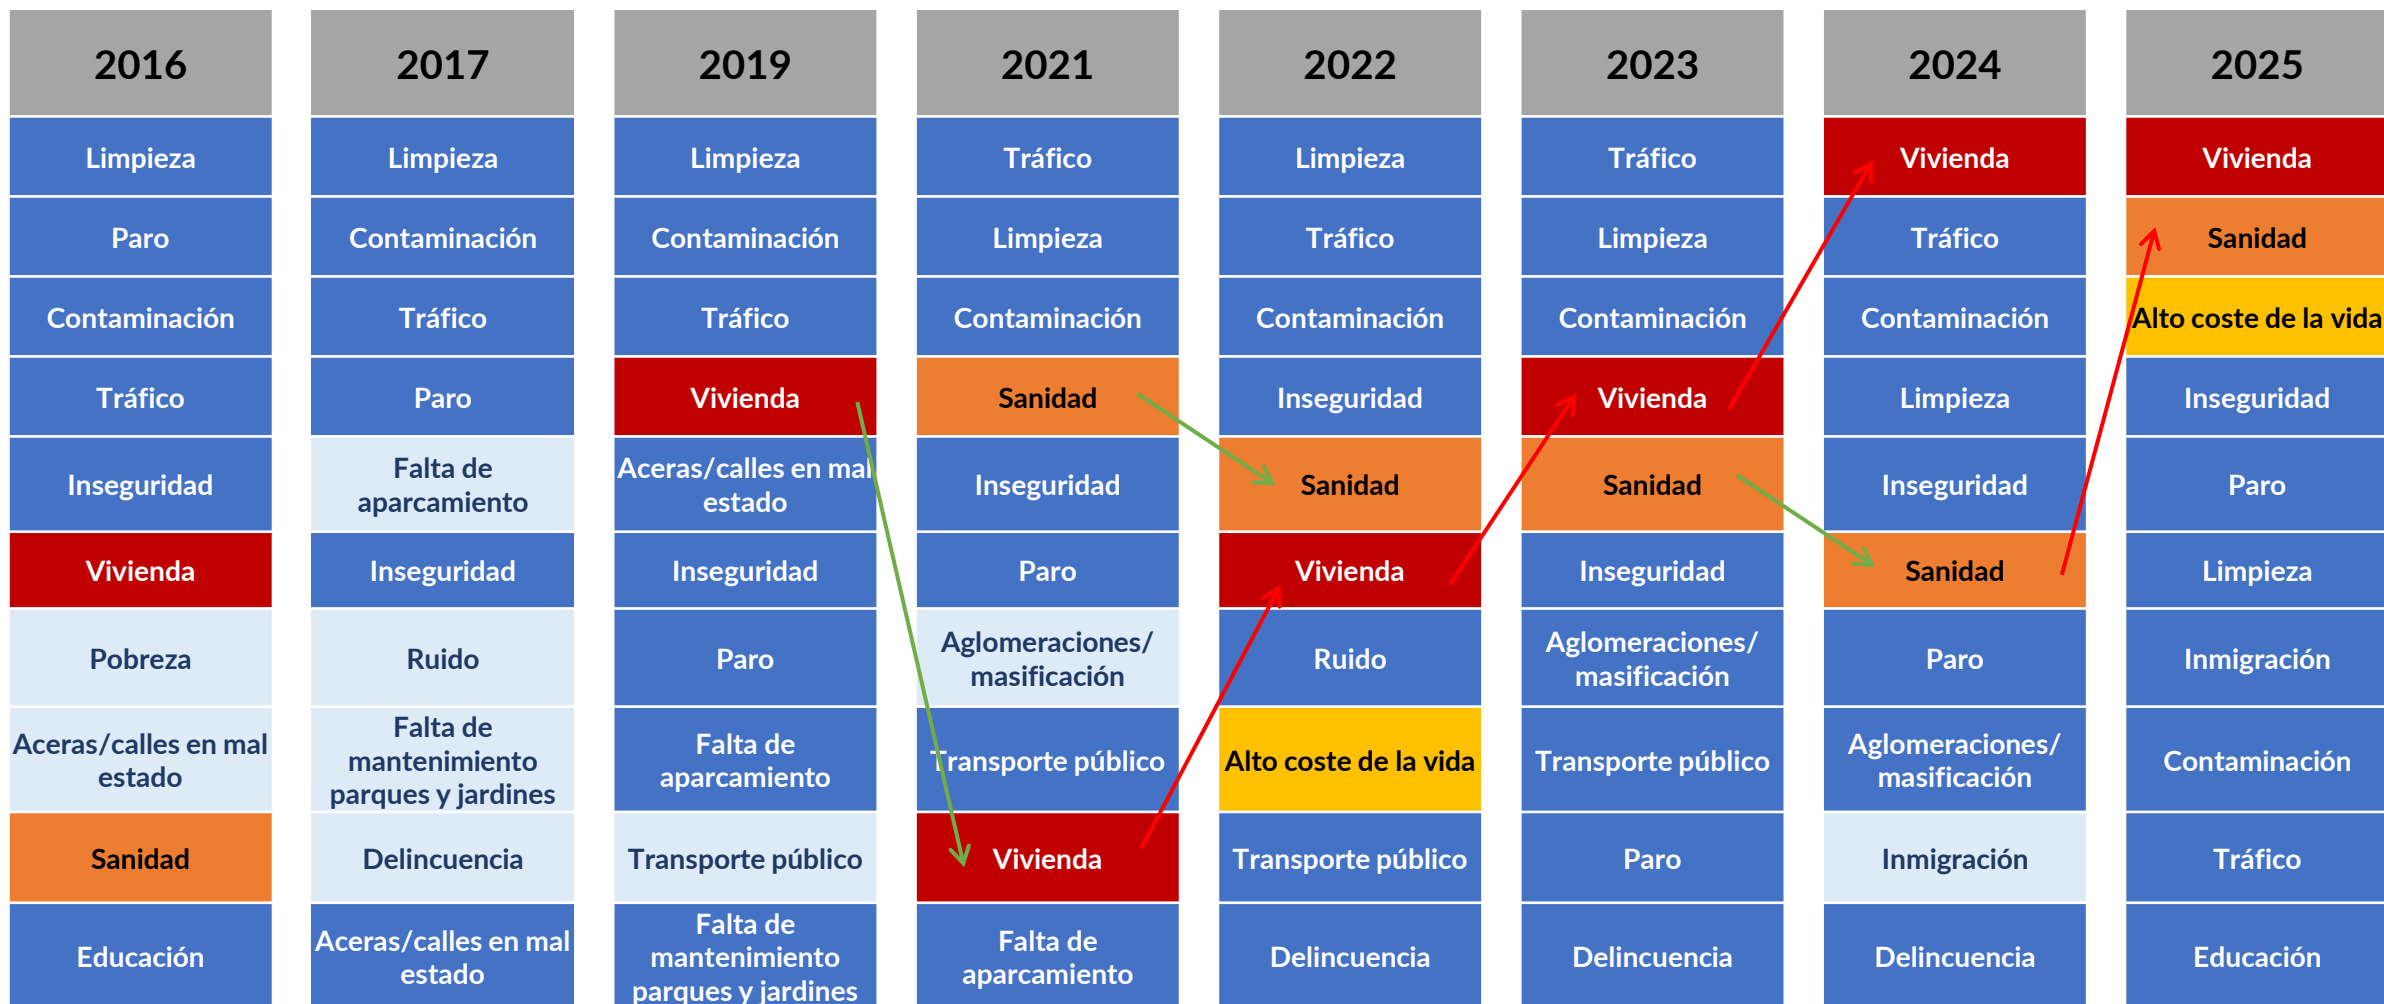 2016
2017
2019
2021
2022
2023
2024
2025
Limpieza
Limpieza
Limpieza
Tráfico
Limpieza
Tráfico
Vivienda
Vivienda
Paro
Contaminación
Contaminación
Limpieza
Tráfico
Limpieza
Tráfico
Sanidad
Contaminación
Tráfico
Tráfico
Contaminación
Contaminación
Contaminación
Contaminación
Alto coste de la vida
Tráfico
Paro
Vivienda
Sanidad
Inseguridad
Vivienda
Limpieza
Inseguridad
Inseguridad
Falta de
aparcamiento
Aceras/calles en mal
estado
Inseguridad
Sanidad
Sanidad
Inseguridad
Paro
Vivienda
Inseguridad
Inseguridad
Paro
Vivienda
Inseguridad
Sanidad
Limpieza
Pobreza
Ruido
Paro
Aglomeraciones/
masificación
Ruido
Aglomeraciones/
masificación
Paro
Inmigración
Aceras/calles en mal
estado
Falta de
mantenimiento
parques y jardines
Falta de
aparcamiento
Transporte público
Alto coste de la vida
Transporte público
Aglomeraciones/
masificación
Contaminación
Sanidad
Delincuencia
Transporte público
Vivienda
Transporte público
Paro
Inmigración
Tráfico
Educación
Aceras/calles en mal
estado
Falta de
mantenimiento
parques y jardines
Falta de
aparcamiento
Delincuencia
Delincuencia
Delincuencia
Educación